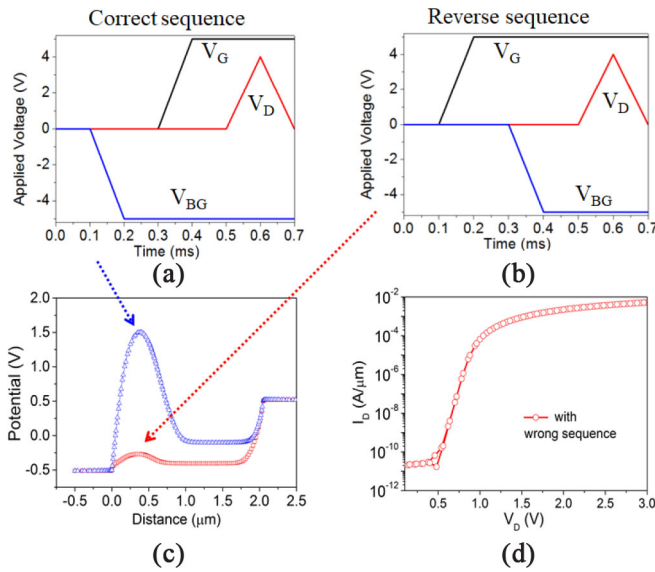 Correct sequence
Reverse sequence
Applied Voltage (V)
4
2
0
-2
-4
V_G
V_D
V_BG
0.0 0.1 0.2 0.3 0.4 0.5 0.6 0.7
Time (ms)
(a)
Applied Voltage (V)
4
2
0
-2
-4
V_G
V_D
V_BG
0.0 0.1 0.2 0.3 0.4 0.5 0.6 0.7
Time (ms)
(b)
Potential (V)
2.0
1.5
1.0
0.5
0.0
-0.5
-0.5 0.0 0.5 1.0 1.5 2.0 2.5
Distance (μm)
(c)
I_D (A/μm)
10^-2
10^-4
10^-6
10^-8
10^-10
10^-12
with
wrong sequence
0.5 1.0 1.5 2.0 2.5 3.0
V_D (V)
(d)